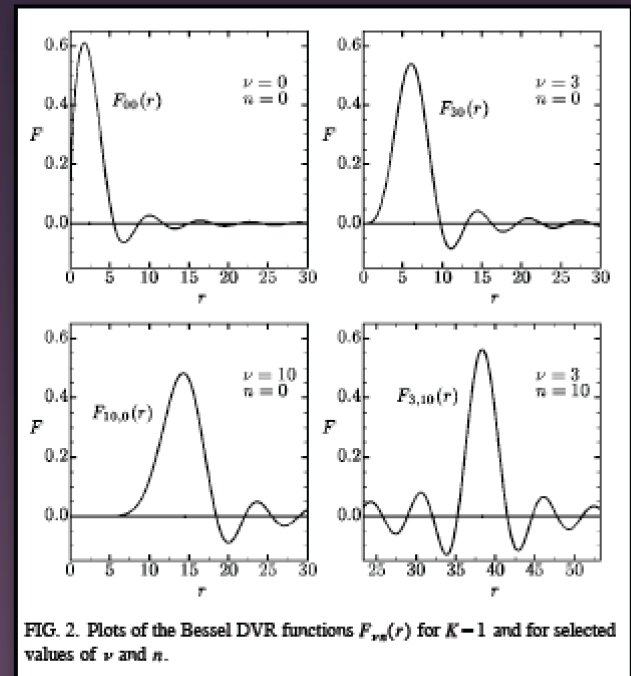 0.6
0.4
F
0.2
0.0
F₀₀(r)
ν = 0
n = 0
0 5 10 15 20 25 30
r
0.6
0.4
F
0.2
0.0
F₃₀(r)
ν = 3
n = 0
0 5 10 15 20 25 30
r
0.6
0.4
F
0.2
0.0
F₁₀,₀(r)
ν = 10
n = 0
0 5 10 15 20 25 30
r
0.6
0.4
F
0.2
0.0
F₃,₁₀(r)
ν = 3
n = 10
25 30 35 40 45 50
r
FIG. 2. Plots of the Bessel DVR functions Fᵥₙ(r) for K=1 and for selected
values of ν and n.